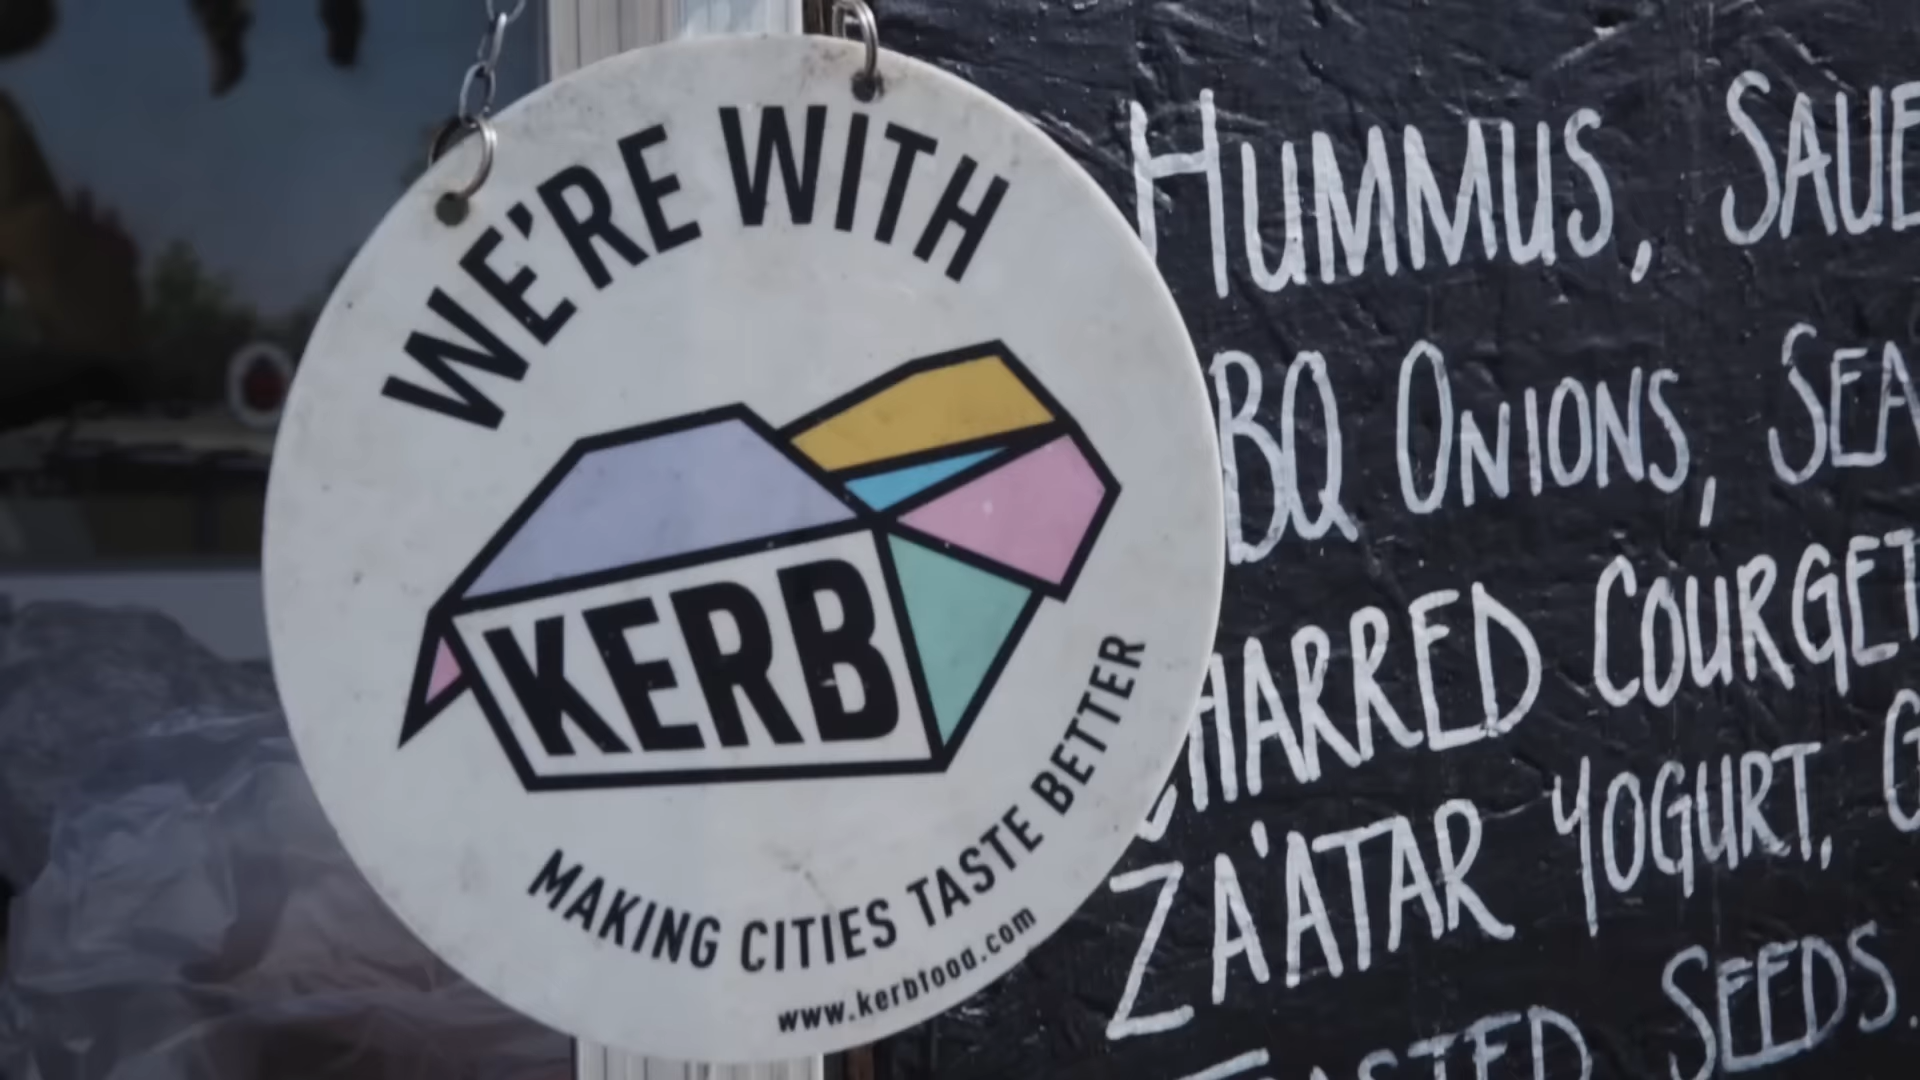 WE'RE WITH
KERB
MAKING CITIES TASTE BETTER
www.kerbfood.com
HUMMUS,
BQ ONIONS,
HARRED
ZA'ATAR YOGURT,
SEEDS.